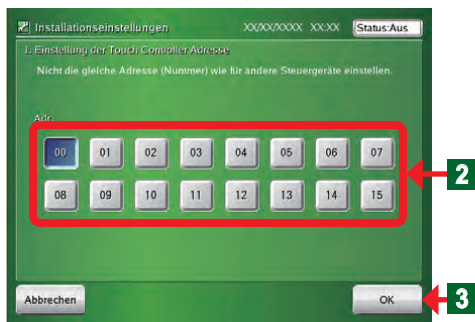 Installationseinstellungen XX/XX/XXXX XX:XX Status:Aus
1. Einstellung der Touch Controller Adresse
Nicht die gleiche Adresse (Nummer) wie für andere Steuergeräte einstellen.
Adr.
00 01 02 03 04 05 06 07
2
08 09 10 11 12 13 14 15
Abbrechen OK 3